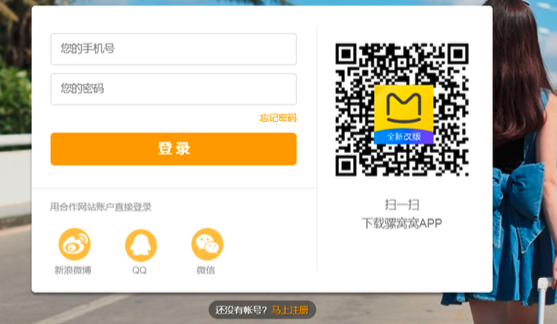 您的手机号
您的密码
忘记密码
登录
用合作网站账户直接登录
新浪微博
QQ
微信
全新改版
扫一扫
下载骡窝窝APP
还没有帐号？马上注册